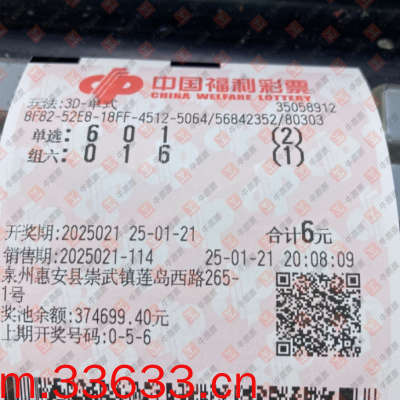 中国福利彩票
CHINA WELFARE LOTTERY
玩法:3D-单式 35058912
8F82-52E8-18FF-4512-5064/56842352/80303
单选:6 0 1 (2)
组六:0 1 6 (1)
开奖期:2025021 25-01-21 合计6元
销售期:2025021-114 25-01-21 20:08:09
泉州惠安县崇武镇莲岛西路265-
1号
奖池余额:374699.40元
上期开奖号码:0-5-6
m.33633.cn